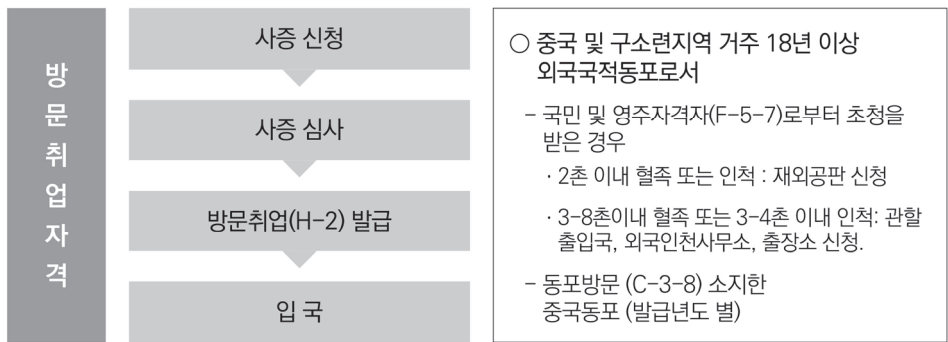 방문취업자격
사증 신청
사증 심사
방문취업(H-2) 발급
입 국
○ 중국 및 구소련지역 거주 18년 이상
외국국적동포로서
- 국민 및 영주자격자(F-5-7)로부터 초청을
받은 경우
· 2촌 이내 혈족 또는 인척 : 재외공판 신청
· 3-8촌이내 혈족 또는 3-4촌 이내 인척: 관할
출입국, 외국인천사무소, 출장소 신청.
- 동포방문 (C-3-8) 소지한
중국동포 (발급년도 별)